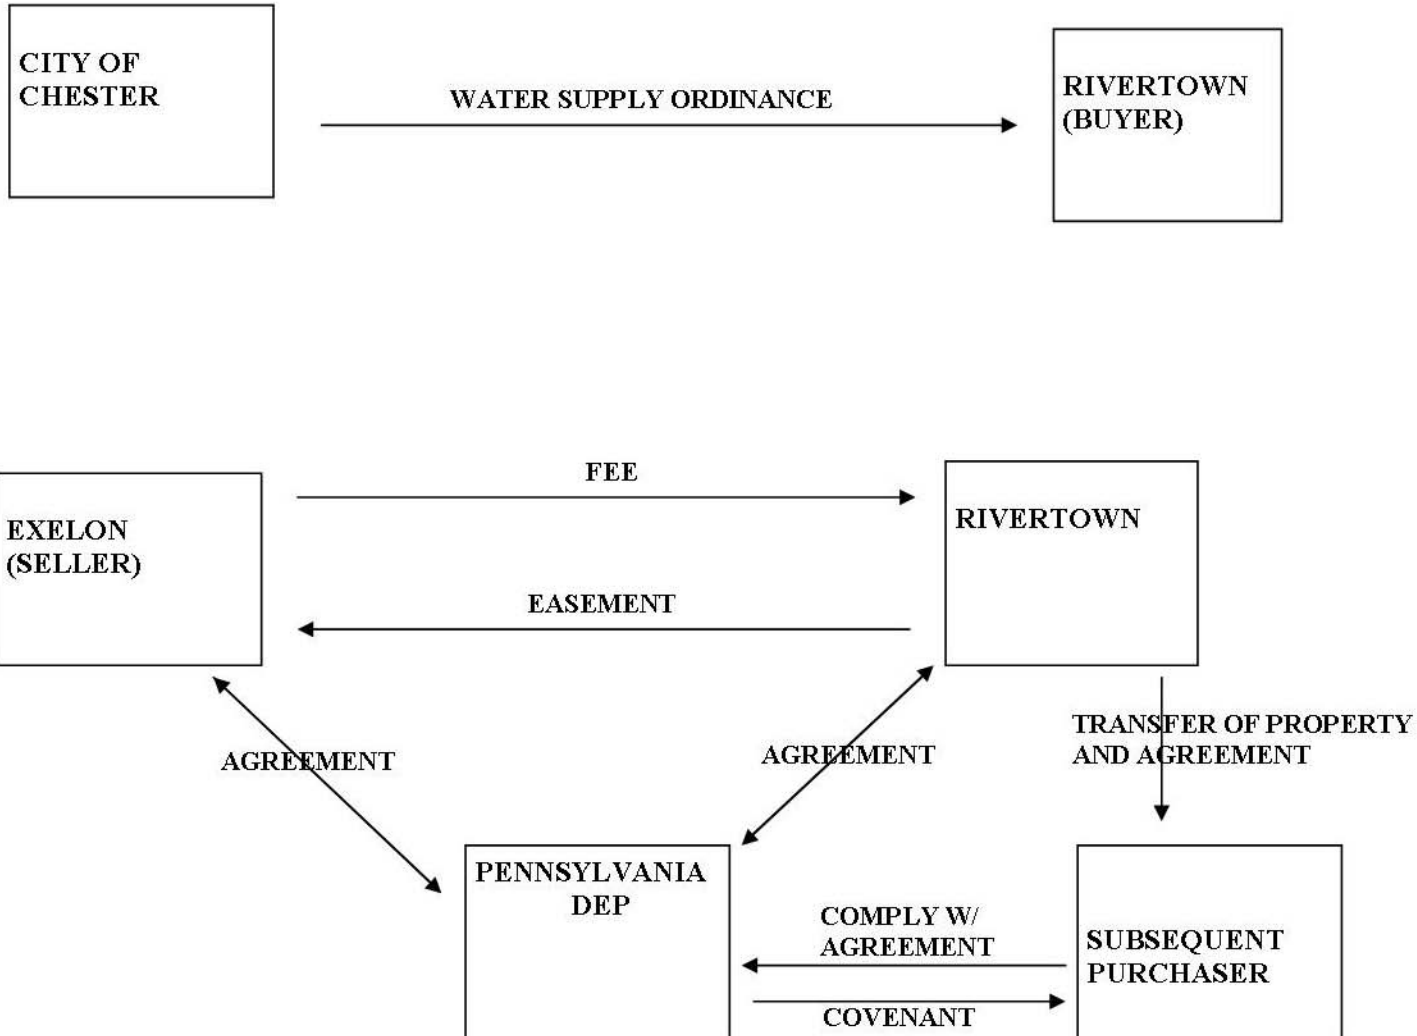 CITY OF
CHESTER
WATER SUPPLY ORDINANCE
RIVERTOWN
(BUYER)
FEE
EXELON
(SELLER)
RIVERTOWN
EASEMENT
AGREEMENT
AGREEMENT
TRANSFER OF PROPERTY
AND AGREEMENT
PENNSYLVANIA
DEP
COMPLY W/
AGREEMENT
SUBSEQUENT
PURCHASER
COVENANT